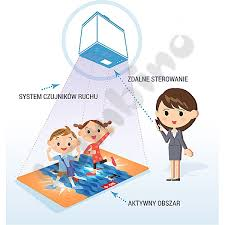 ZDALNE STEROWANIE
SYSTEM CZUJNIKÓW RUCHU
AKTYWNY OBSZAR